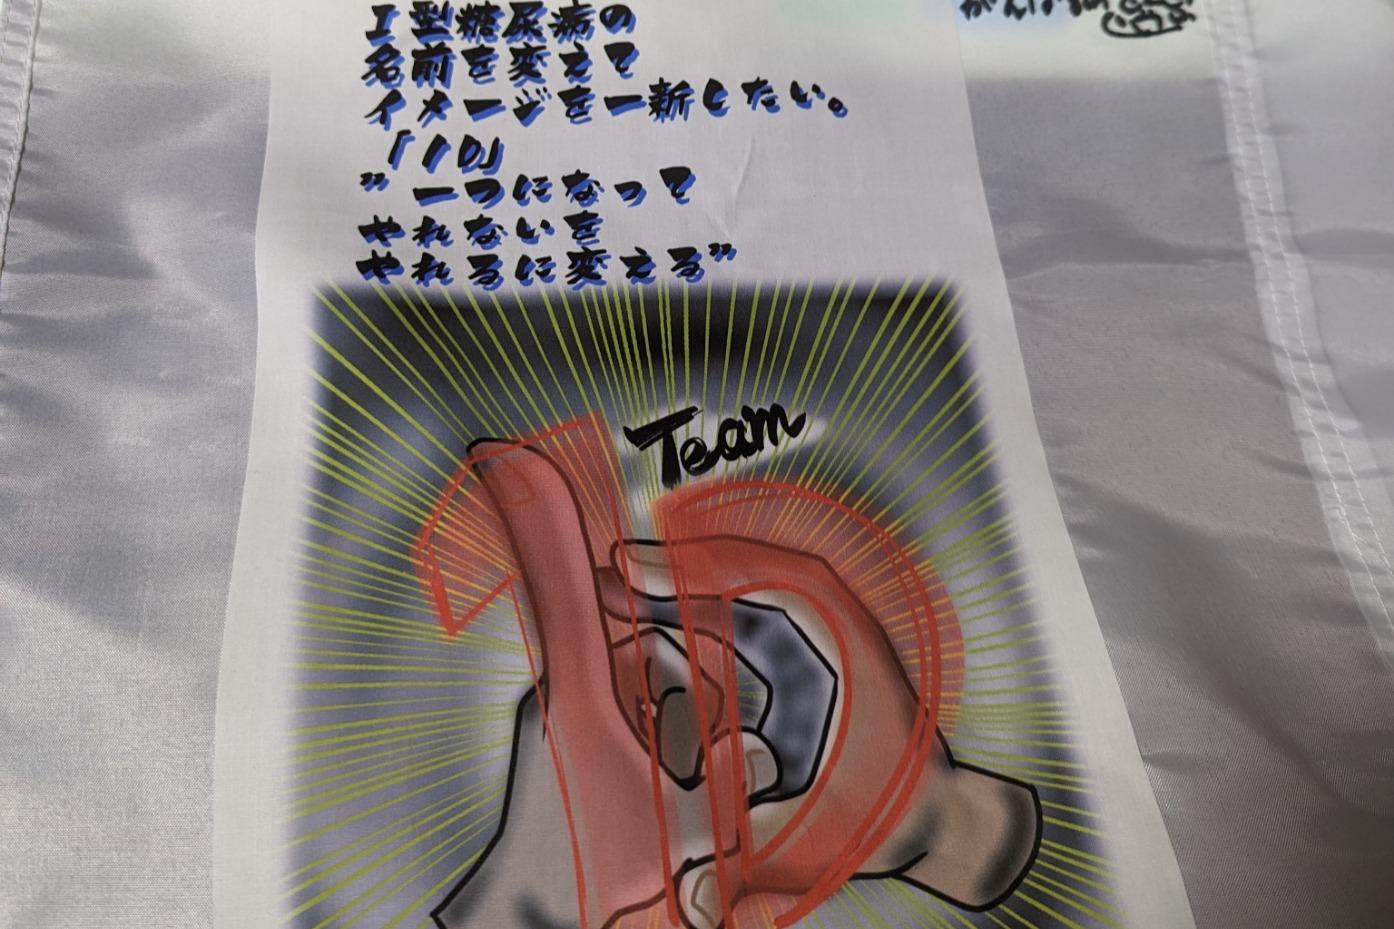 I型糖尿病の
名前を変えて
イメージを一新したい。
「1D」
”一つになって
やれないを
やれるに変える”
Team
1D